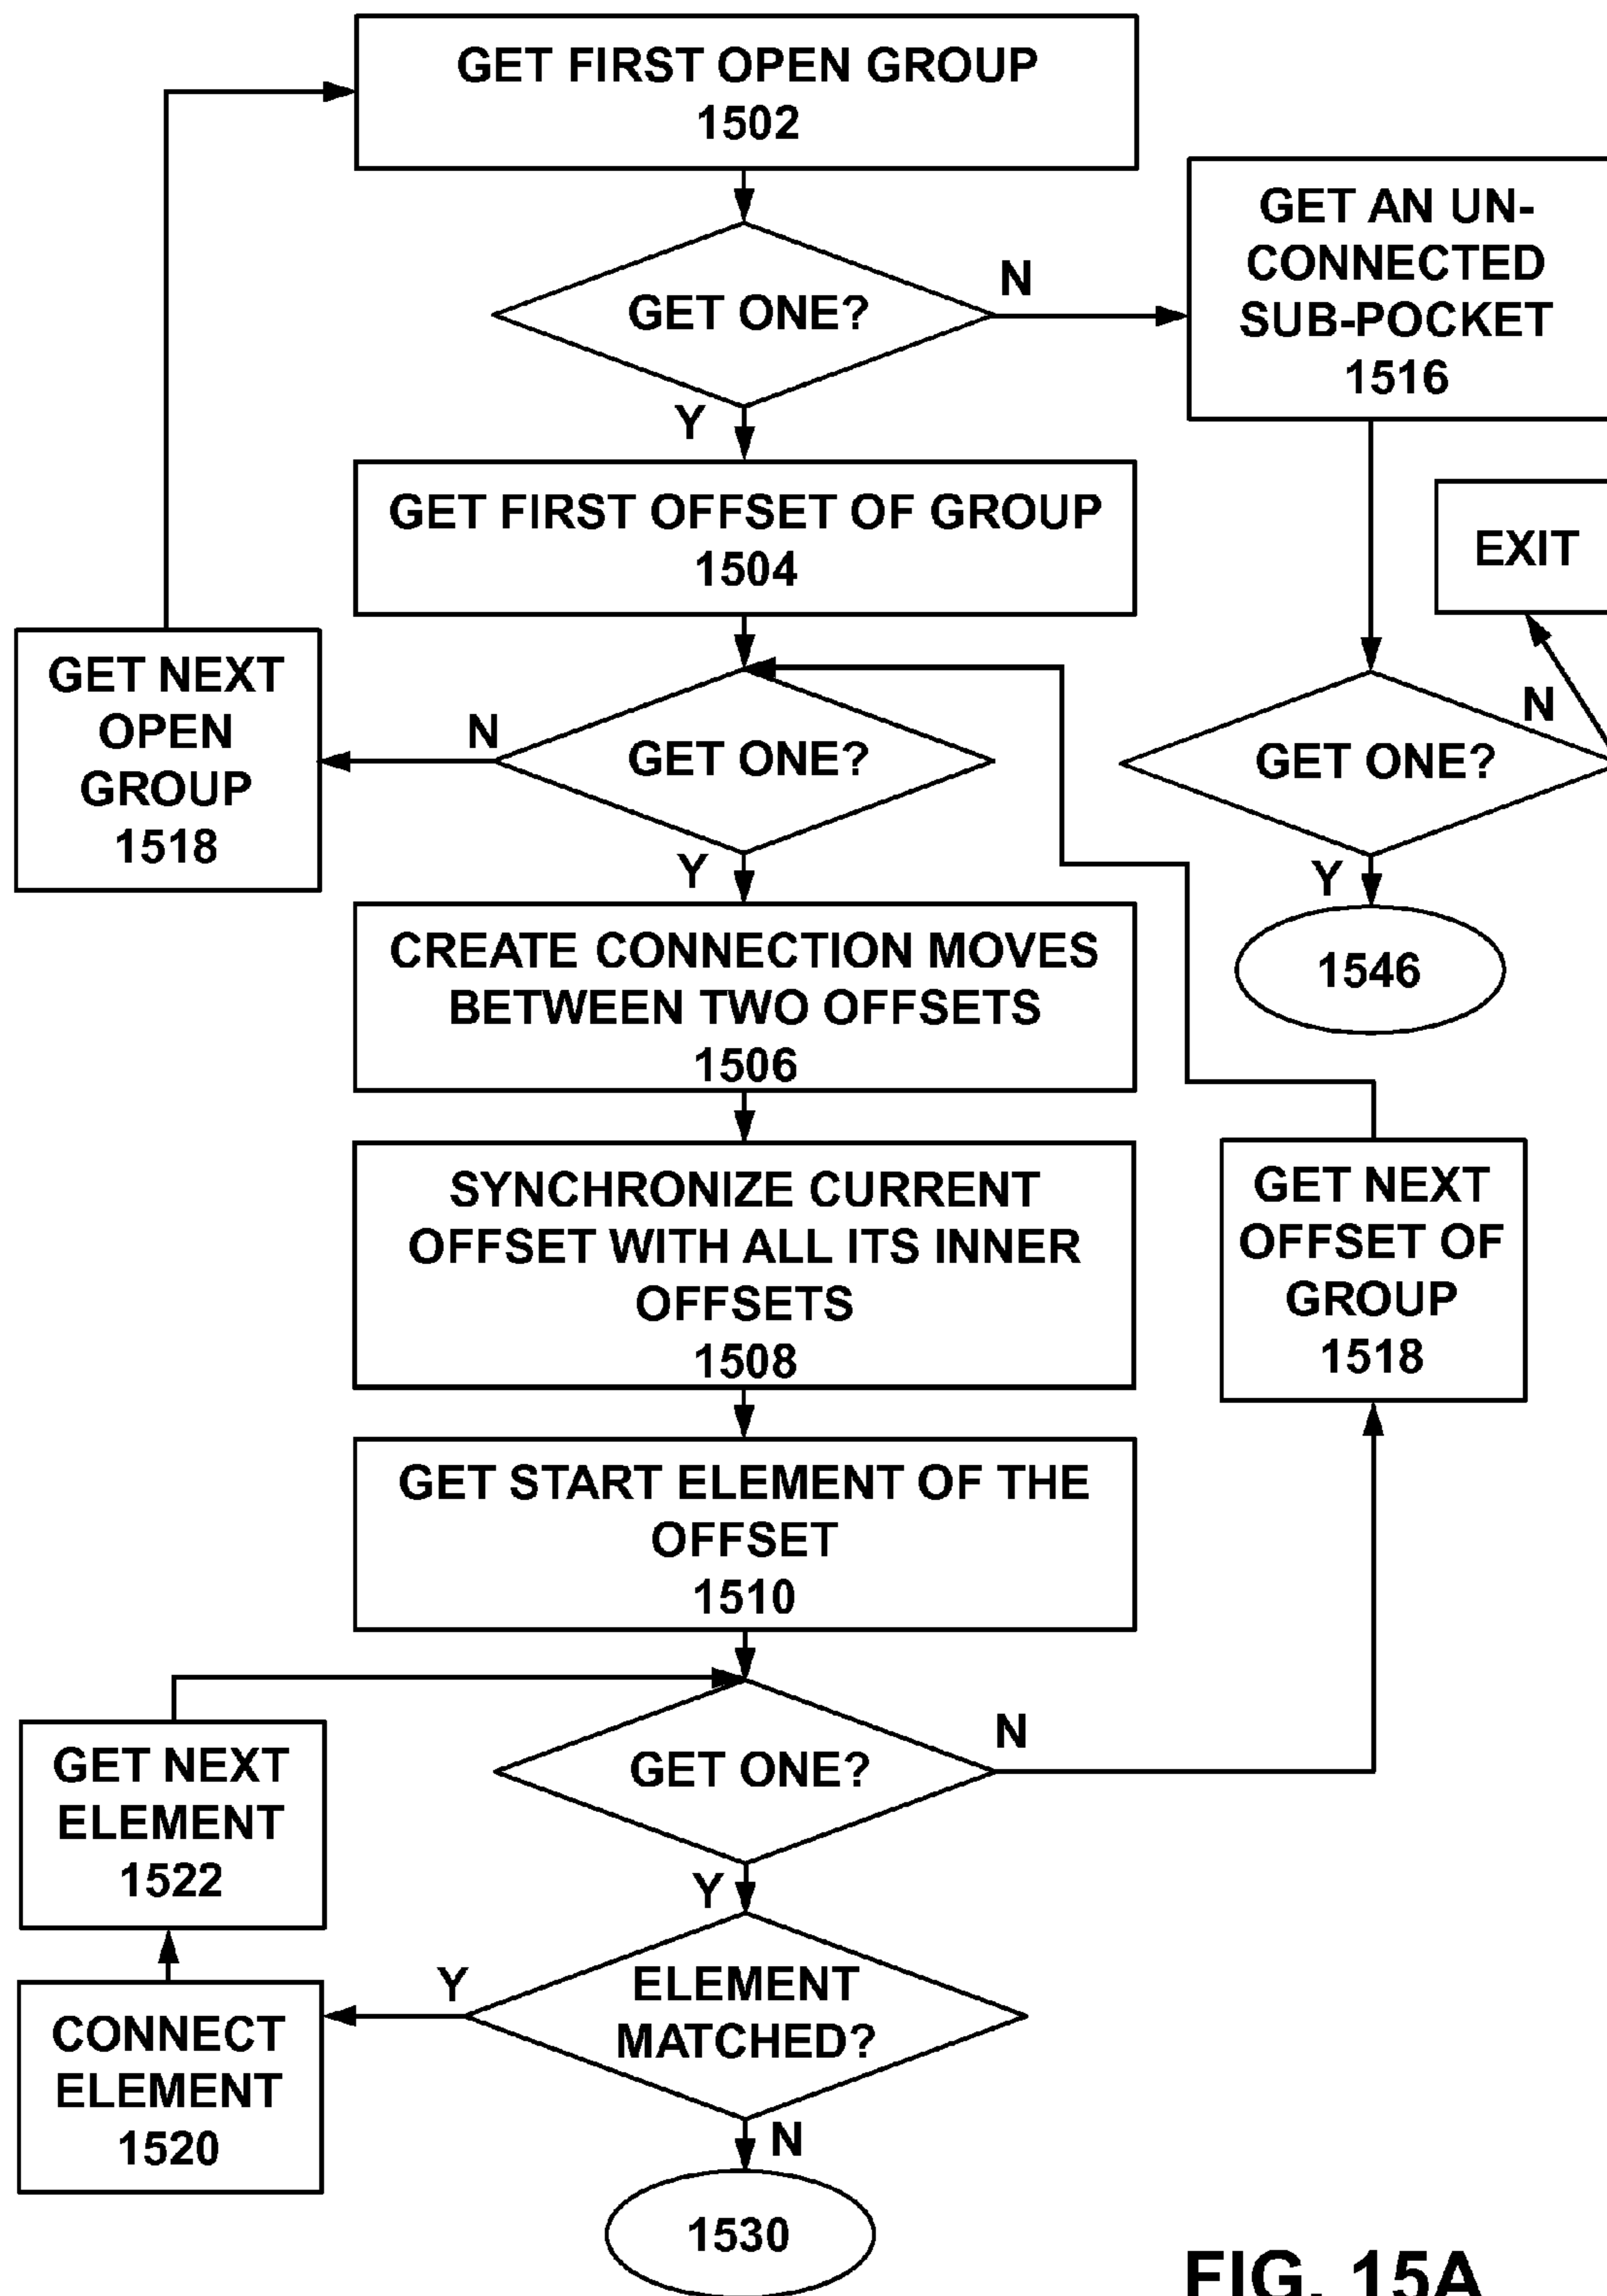 GET FIRST OPEN GROUP
1502
GET AN UN-
CONNECTED
SUB-POCKET
1516
GET ONE?
N
Y
GET FIRST OFFSET OF GROUP
1504
EXIT
GET NEXT
OPEN
GROUP
1518
N
GET ONE?
Y
GET ONE?
N
Y
1546
CREATE CONNECTION MOVES
BETWEEN TWO OFFSETS
1506
SYNCHRONIZE CURRENT
OFFSET WITH ALL ITS INNER
OFFSETS
1508
GET NEXT
OFFSET OF
GROUP
1518
GET START ELEMENT OF THE
OFFSET
1510
GET ONE?
N
Y
GET NEXT
ELEMENT
1522
ELEMENT
MATCHED?
Y
N
CONNECT
ELEMENT
1520
1530
FIG. 15A